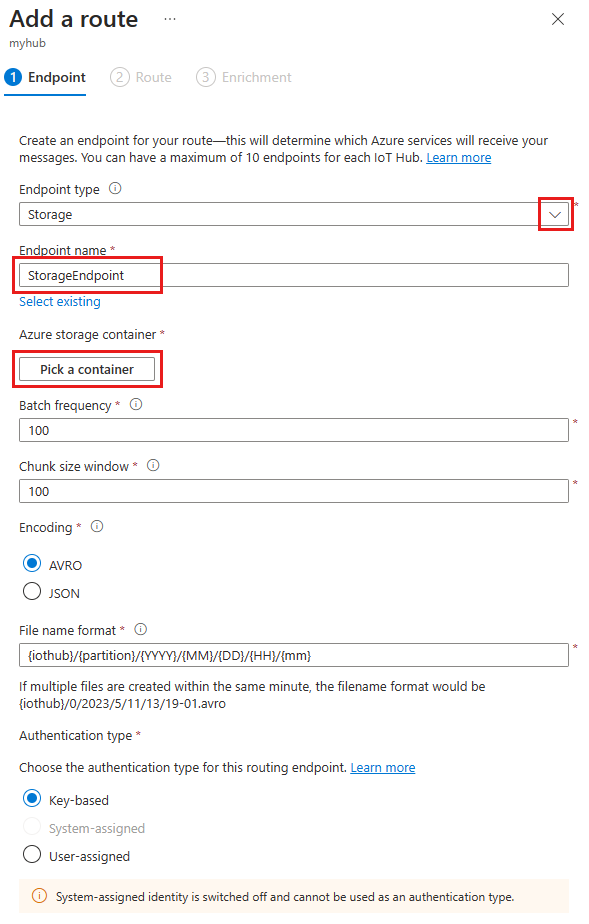 Add a route ...
myhub
1 Endpoint 2 Route 3 Enrichment
Create an endpoint for your route—this will determine which Azure services will receive your
messages. You can have a maximum of 10 endpoints for each IoT Hub. Learn more
Endpoint type
*
Storage
Endpoint name *
StorageEndpoint
Select existing
Azure storage container *
Pick a container
Batch frequency *
100 *
Chunk size window *
100 *
Encoding *
AVRO
JSON
File name format *
{iothub}/{partition}/{YYYY}/{MM}/{DD}/{HH}/{mm} *
If multiple files are created within the same minute, the filename format would be
{iothub}/0/2023/5/11/13/19-01.avro
Authentication type *
Choose the authentication type for this routing endpoint. Learn more
Key-based
System-assigned
User-assigned
System-assigned identity is switched off and cannot be used as an authentication type.